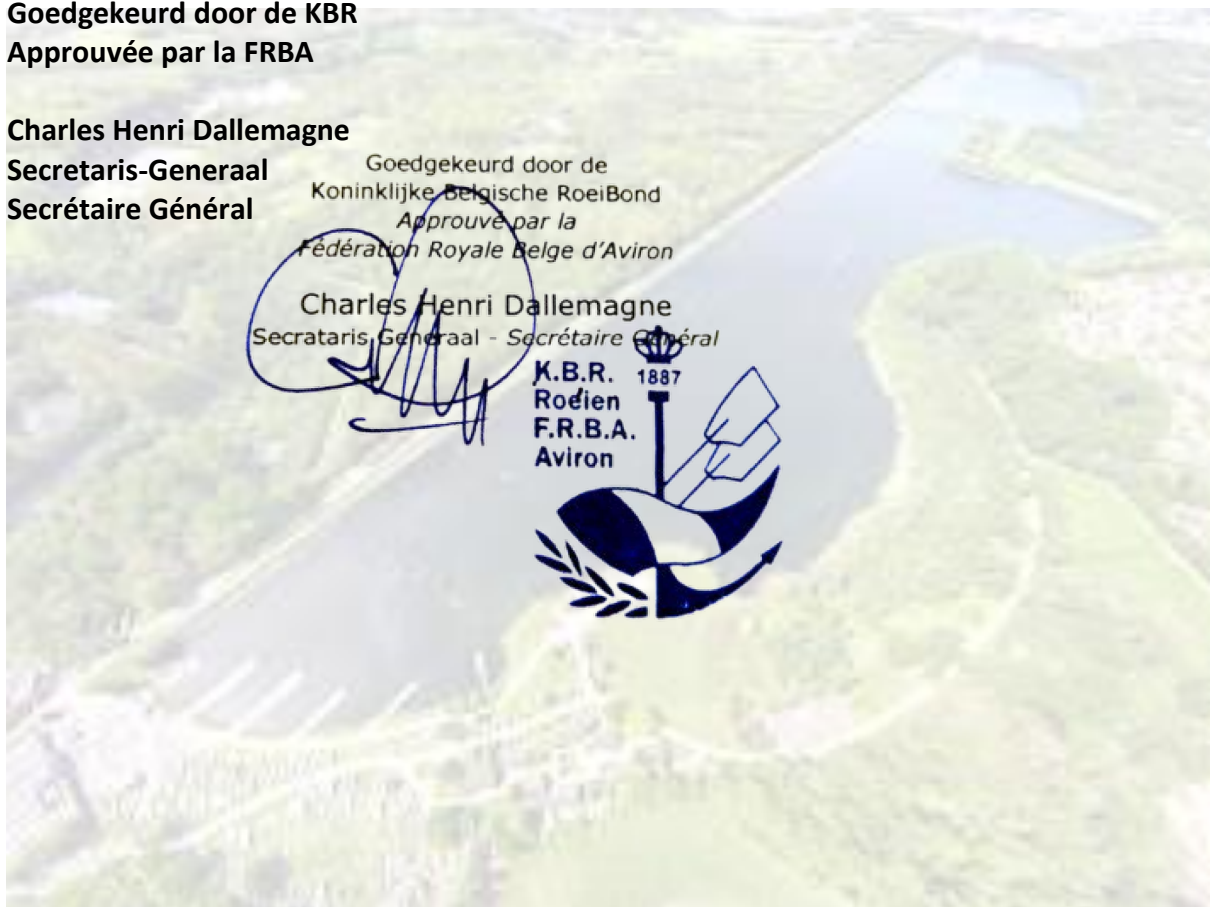 Goedgekeurd door de KBR
Approuvée par la FRBA
Charles Henri Dallemagne
Secretaris-Generaal
Secrétaire Général
Goedgekeurd door de
Koninklijke Belgische RoeiBond
Approuvé par la
Fédération Royale Belge d'Aviron
Charles Henri Dallemagne
Secrataris Generaal - Secrétaire Général
K.B.R. 1887
Roeien
F.R.B.A.
Aviron